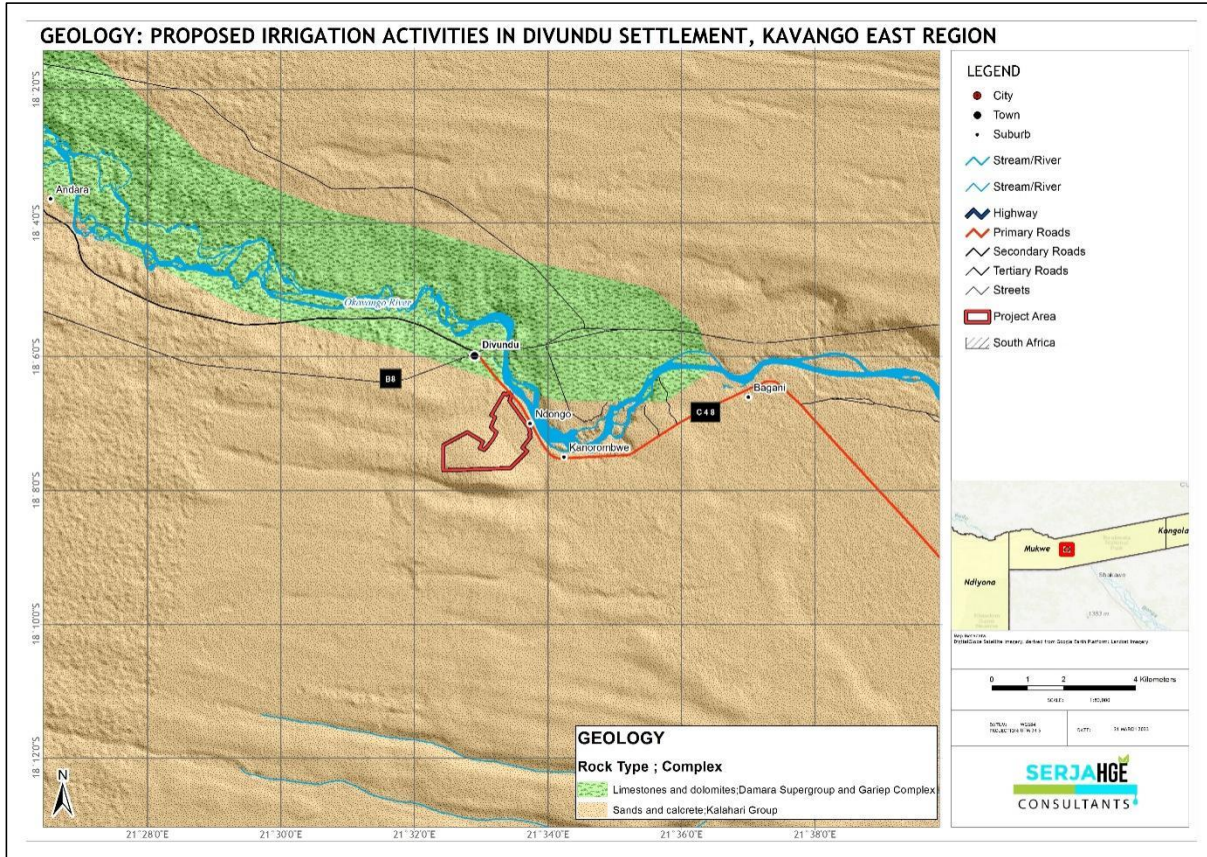 GEOLOGY: PROPOSED IRRIGATION ACTIVITIES IN DIVUNDU SETTLEMENT, KAVANGO EAST REGION
18°2'0"S
18°4'0"S
18°6'0"S
18°8'0"S
18°10'0"S
18°12'0"S
Andara
Okavango River
Divundu
B8
Ndongo
Kanorombwe
C48
Bagani
N
GEOLOGY
Rock Type ; Complex
Limestones and dolomites;Damara Supergroup and Gariep Complex
Sands and calcrete;Kalahari Group
21°28'0"E
21°30'0"E
21°32'0"E
21°34'0"E
21°36'0"E
21°38'0"E
LEGEND
City
Town
Suburb
Stream/River
Stream/River
Highway
Primary Roads
Secondary Roads
Tertiary Roads
Streets
Project Area
South Africa
Mukwe
Kongola
Ndiyona
Shakawe
0 1 2 4 Kilometers
SCALE:
DATE:
SERJA HGE
CONSULTANTS